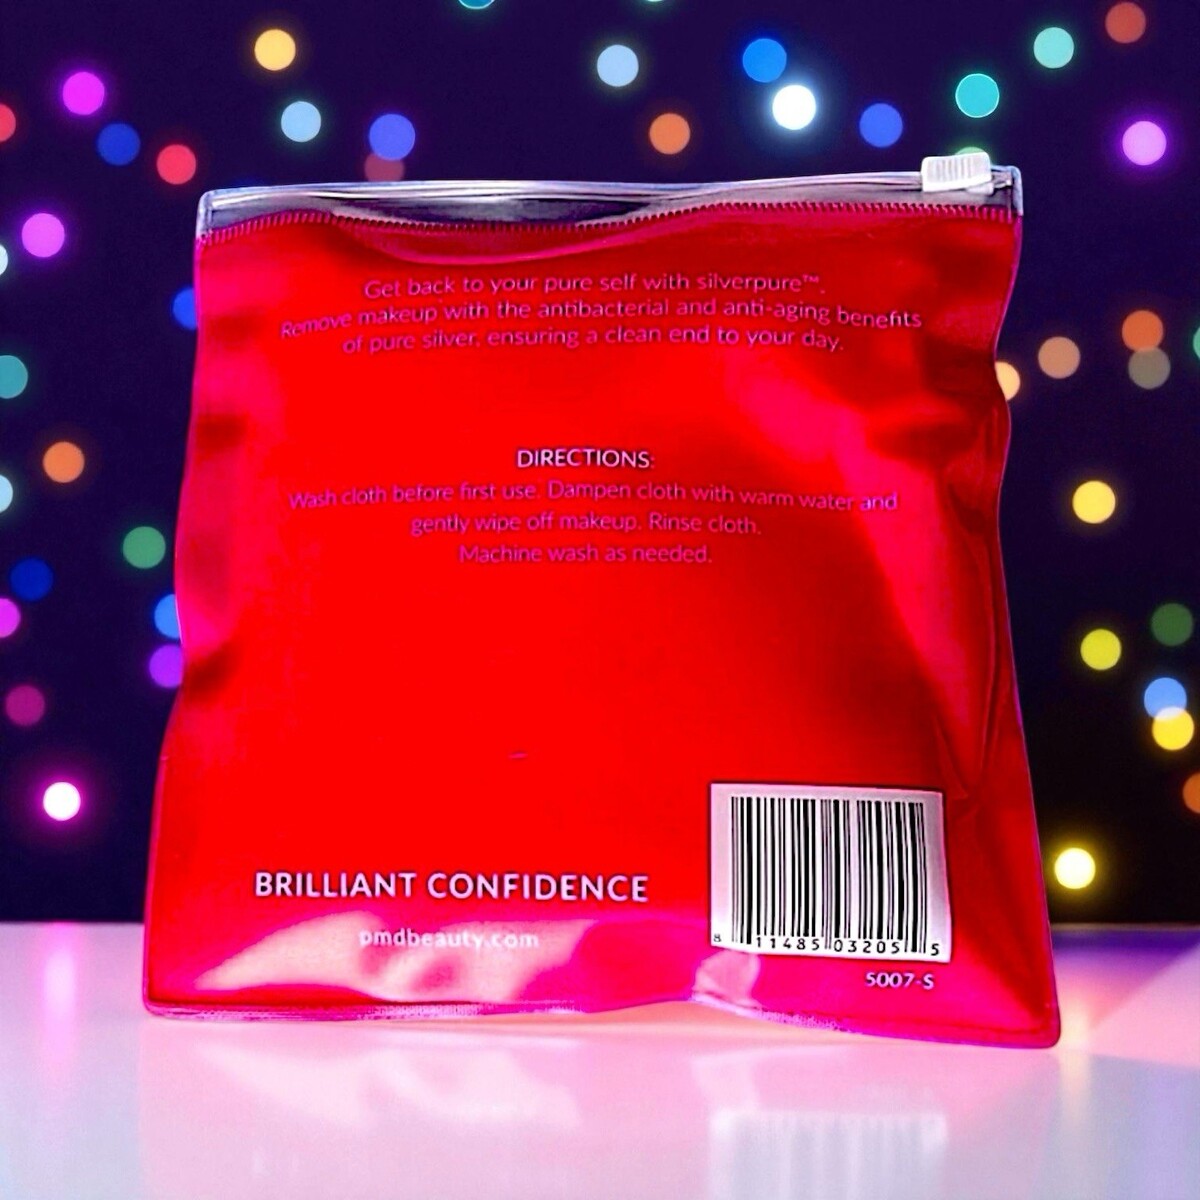 Get back to your pure self with silverpure™.
Remove makeup with the antibacterial and anti-aging benefits
of pure silver, ensuring a clean end to your day.
DIRECTIONS:
Wash cloth before first use. Dampen cloth with warm water and
gently wipe off makeup. Rinse cloth.
Machine wash as needed.
BRILLIANT CONFIDENCE
pmdbeauty.com
8 11485 03205 5
5007-S